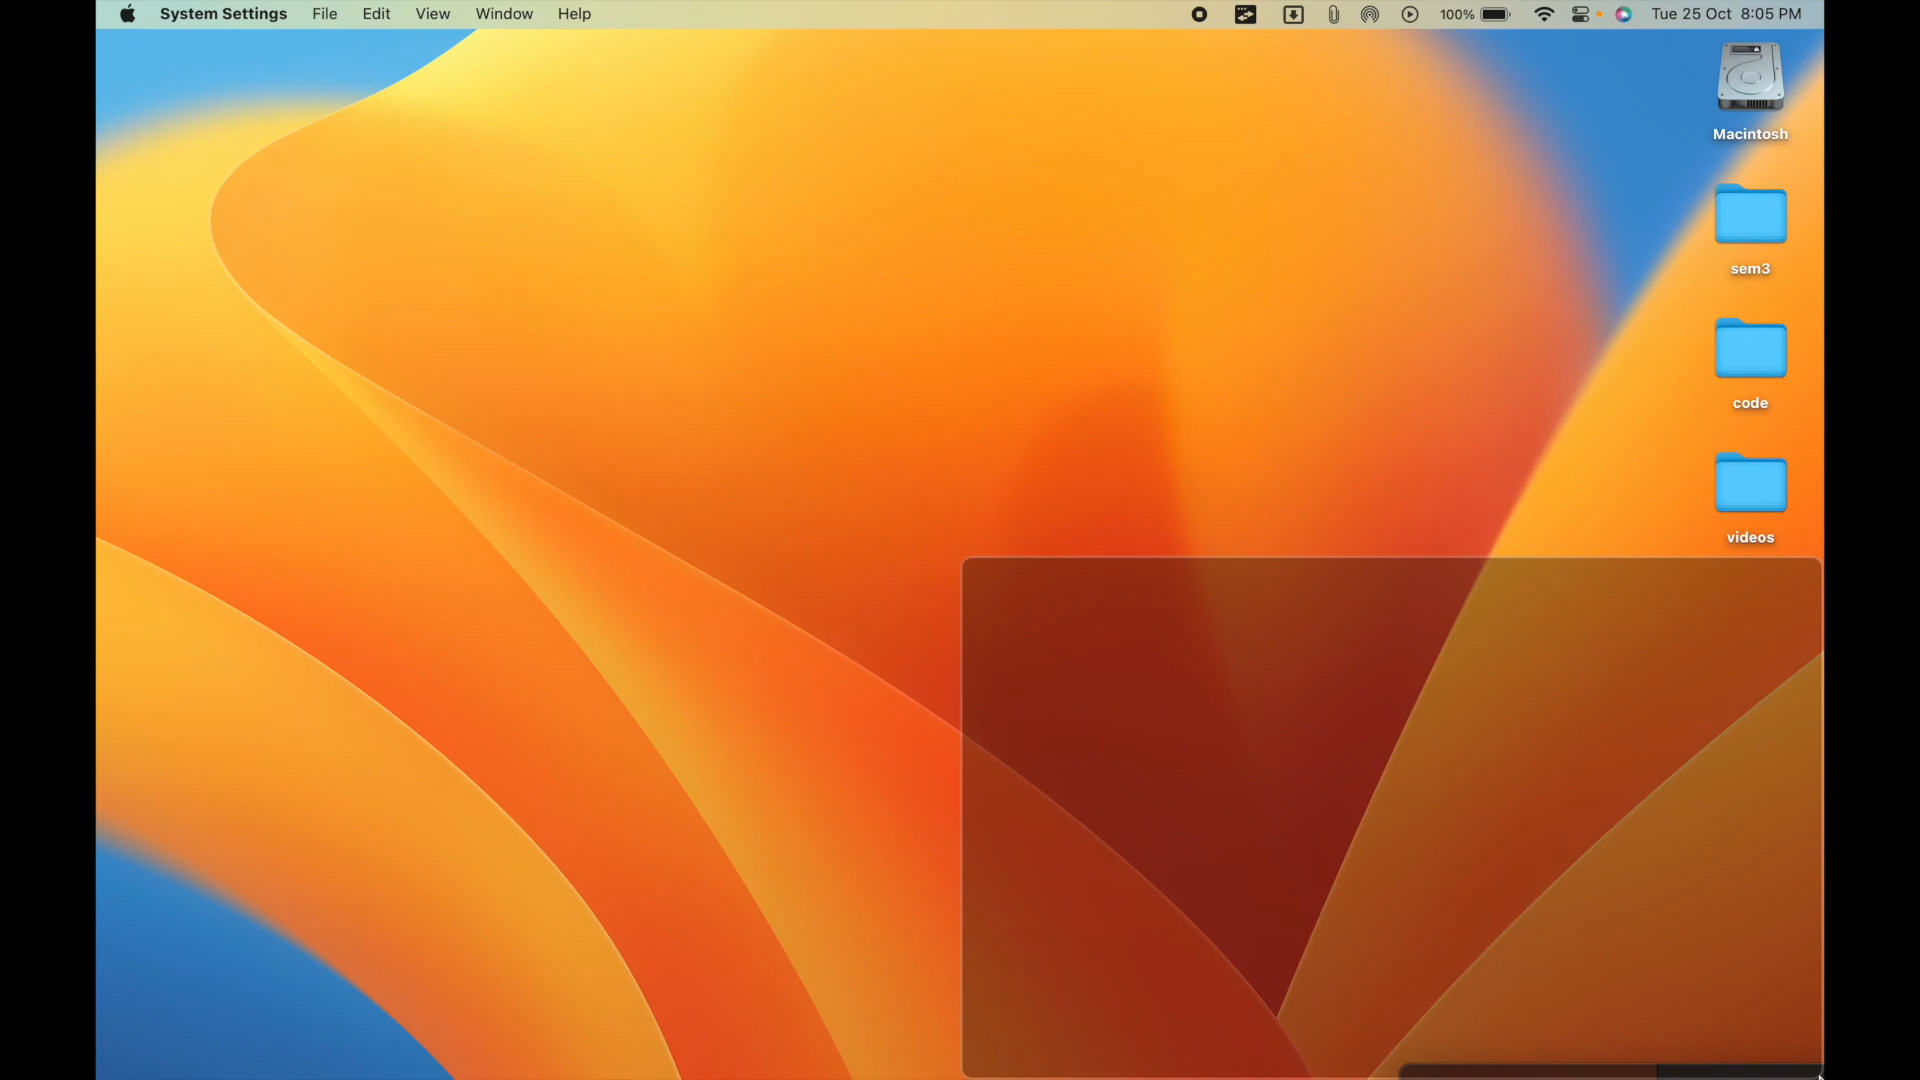 System Settings File Edit View Window Help 100% Tue 25 Oct 8:05 PM
Macintosh
sem3
code
videos